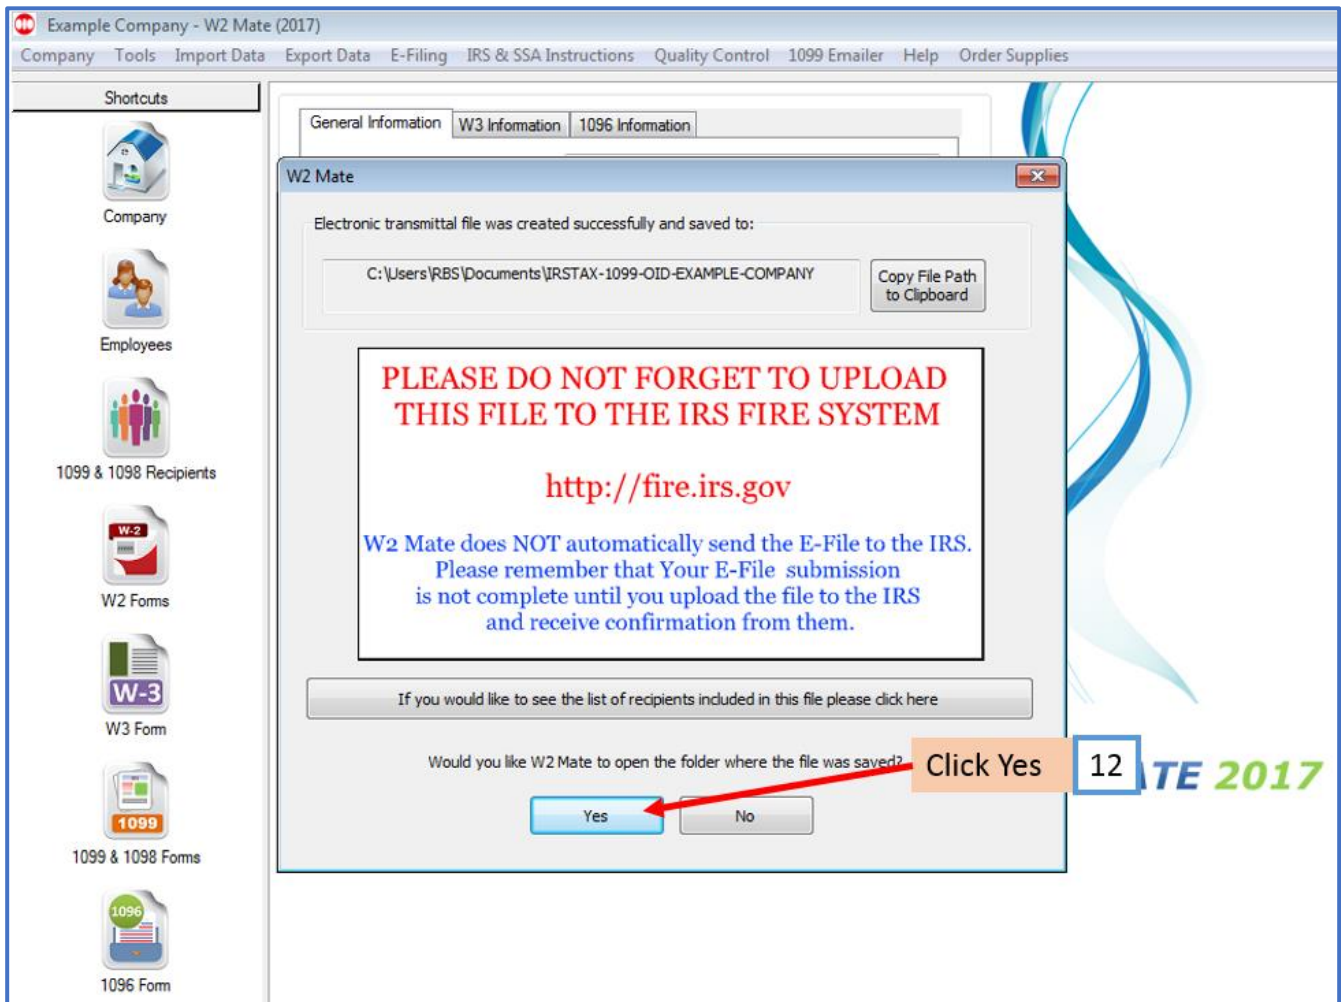 Example Company - W2 Mate (2017)
Company Tools Import Data Export Data E-Filing IRS & SSA Instructions Quality Control 1099 Emailer Help Order Supplies
Shortcuts
Company
Employees
1099 & 1098 Recipients
W-2
W2 Forms
W-3
W3 Form
1099
1099 & 1098 Forms
1096
1096 Form
General Information W3 Information 1096 Information
W2 Mate
Electronic transmittal file was created successfully and saved to:
C:\Users\RBS\Documents\IRSTAX-1099-OID-EXAMPLE-COMPANY
Copy File Path
to Clipboard
PLEASE DO NOT FORGET TO UPLOAD
THIS FILE TO THE IRS FIRE SYSTEM
http://fire.irs.gov
W2 Mate does NOT automatically send the E-File to the IRS.
Please remember that Your E-File submission
is not complete until you upload the file to the IRS
and receive confirmation from them.
If you would like to see the list of recipients included in this file please click here
Would you like W2 Mate to open the folder where the file was saved?
Click Yes 12
ATE 2017
Yes No